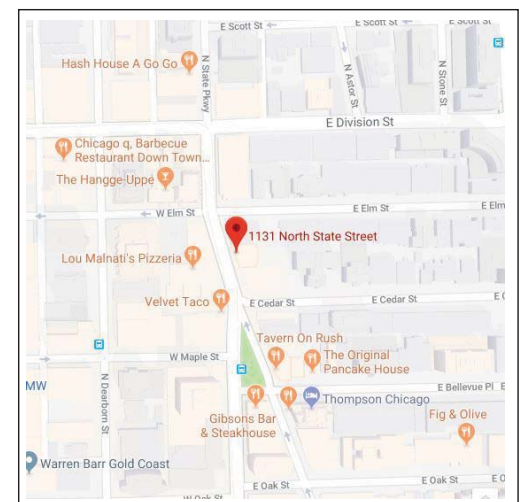 E Scott St
E Scott St
E Scott St
Hash House A Go Go
N State Pkwy
N Astor St
N Stone St
E Division St
Chicago q, Barbecue
Restaurant Down Town...
The Hangge-Uppe
W Elm St
E Elm St
E Elm
1131 North State Street
Lou Malnati's Pizzeria
Velvet Taco
E Cedar St
E Cedar St
E C
Tavern On Rush
W Maple St
The Original
Pancake House
MW
N Dearborn St
E Bellevue Pl
E
Thompson Chicago
Gibsons Bar
& Steakhouse
Fig & Olive
Warren Barr Gold Coast
E Oak St
E Oak St
W Oak St